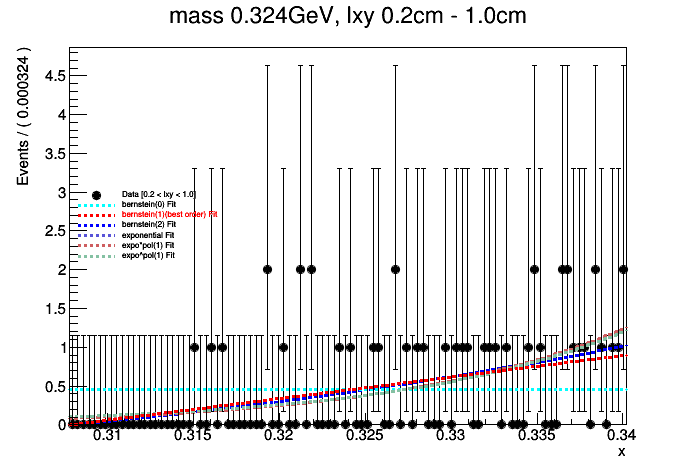 mass 0.324GeV, lxy 0.2cm - 1.0cm
Events / ( 0.000324 )
4.5
4
3.5
3
2.5
2
1.5
1
0.5
0
Data [0.2 < lxy < 1.0]
bernstein(0) Fit
bernstein(1)(best order) Fit
bernstein(2) Fit
exponential Fit
expo*pol(1) Fit
expo^pol(1) Fit
0.31 0.315 0.32 0.325 0.33 0.335 0.34
x